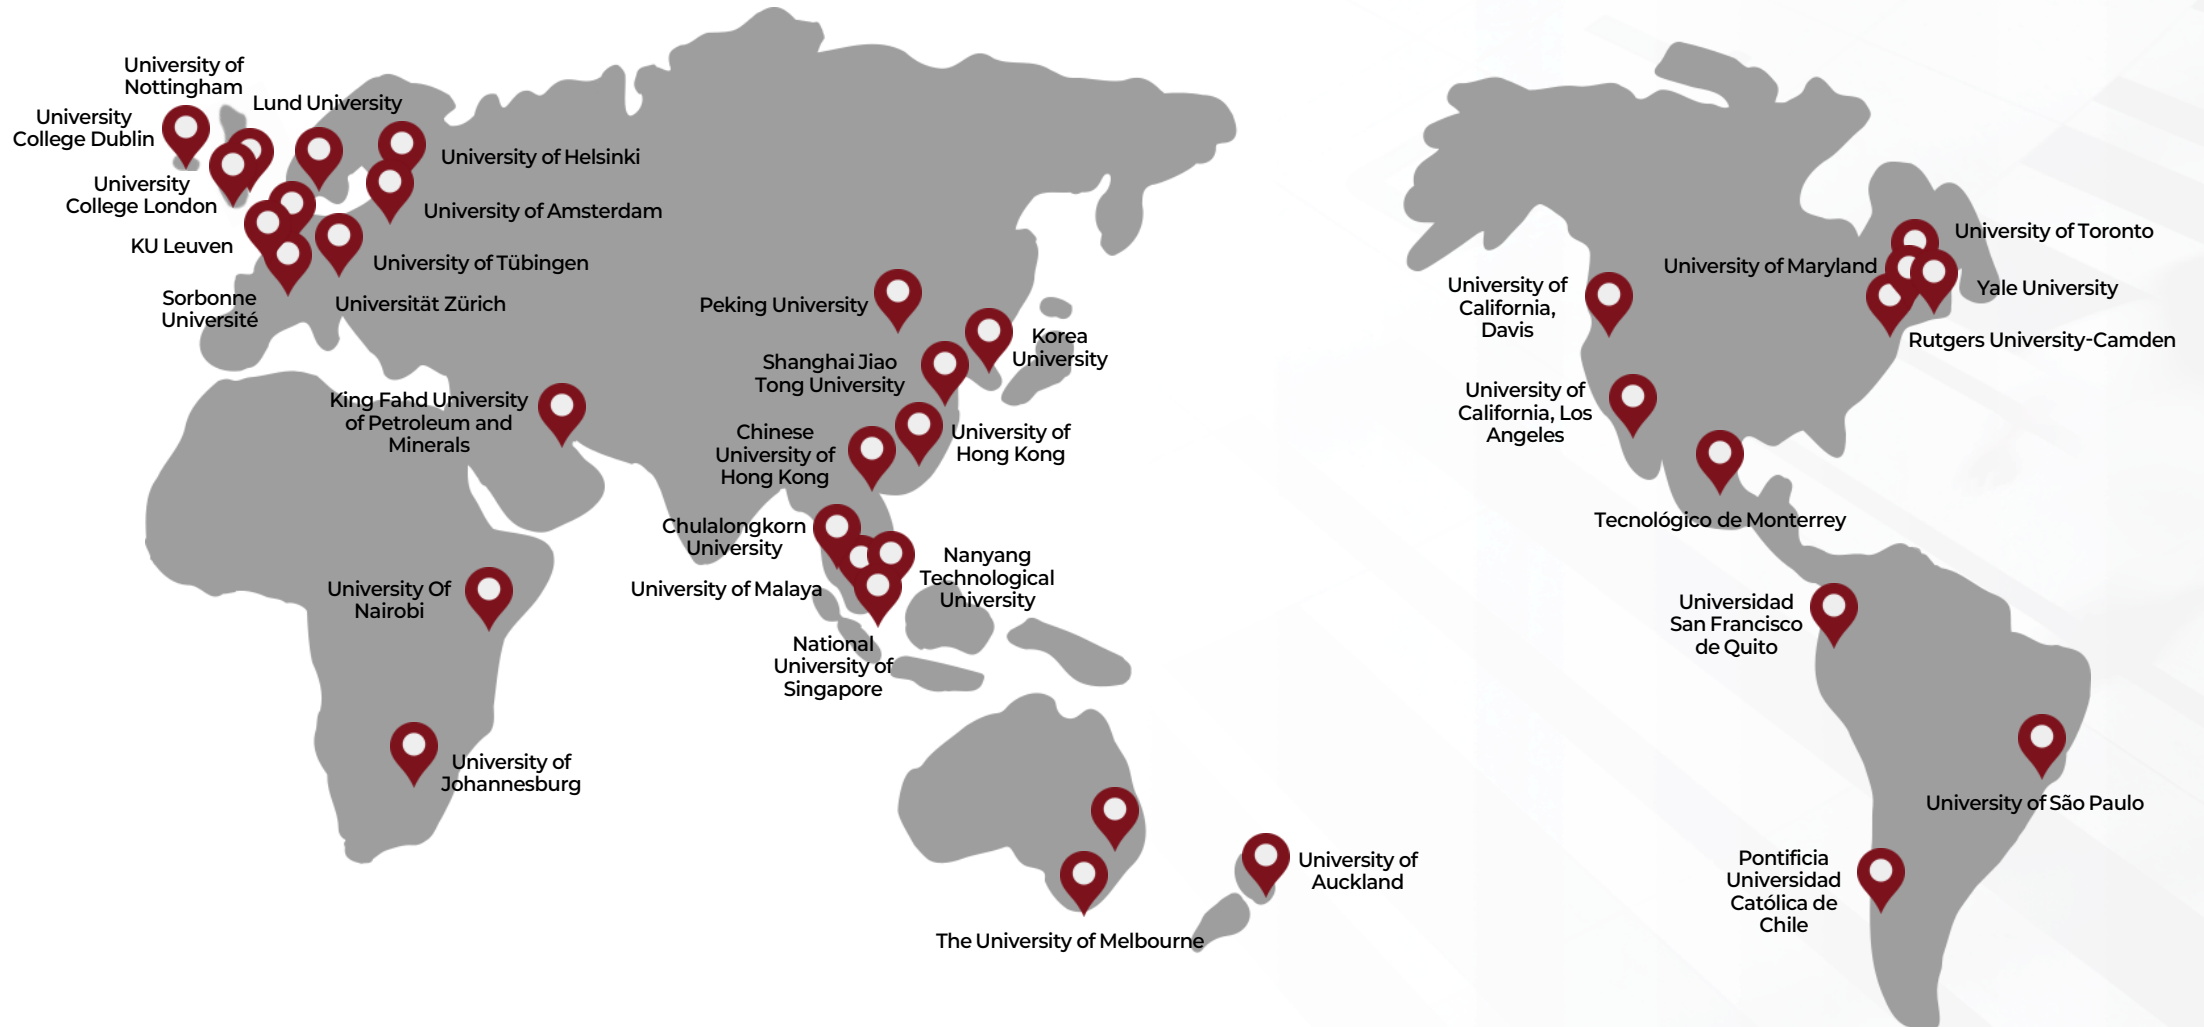 University of
Nottingham
Lund University
University
College Dublin
University of Helsinki
University
College London
University of Amsterdam
KU Leuven
University of Tübingen
Sorbonne
Université
Universität Zürich
Peking University
Korea
University
Shanghai Jiao
Tong University
King Fahd University
of Petroleum and
Minerals
Chinese
University of
Hong Kong
University of
Hong Kong
Chulalongkorn
University
Nanyang
Technological
University
University of Malaya
University Of
Nairobi
National
University of
Singapore
University of
Johannesburg
University of
Auckland
The University of Melbourne
University of Toronto
University of Maryland
University of
California,
Davis
Yale University
Rutgers University-Camden
University of
California, Los
Angeles
Tecnológico de Monterrey
Universidad
San Francisco
de Quito
University of São Paulo
Pontificia
Universidad
Católica de
Chile